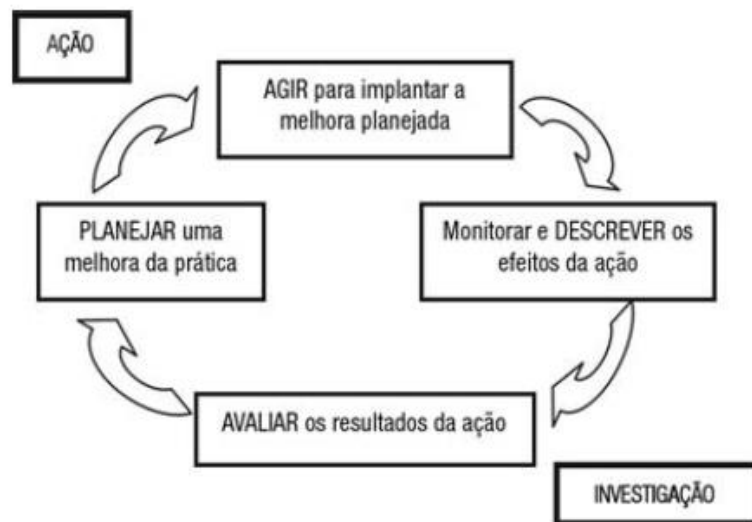 AÇÃO
AGIR para implantar a
melhora planejada
PLANEJAR uma
melhora da prática
Monitorar e DESCREVER os
efeitos da ação
AVALIAR os resultados da ação
INVESTIGAÇÃO